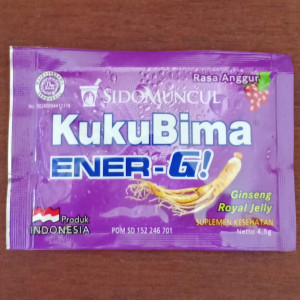 Rasa Anggur
SIDOMUNCUL
KukuBima
ENER-G!
Ginseng
Royal Jelly
SUPLEMEN KESEHATAN
Netto 4,5g
Produk
INDONESIA
POM SD 152 246 701